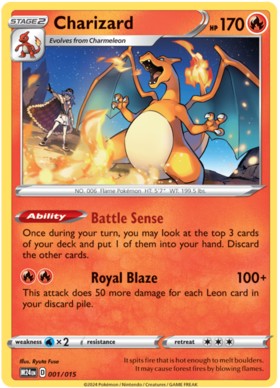 STAGE2
Charizard
HP 170
Evolves from Charmeleon
NO. 006 Flame Pokémon HT: 5'7" WT: 199.5 lbs.
Ability Battle Sense
Once during your turn, you may look at the top 3 cards
of your deck and put 1 of them into your hand. Discard
the other cards.
Royal Blaze 100+
This attack does 50 more damage for each Leon card in
your discard pile.
weakness ×2 resistance retreat
Illus. Ryuta Fuse
M24 EN D 001/015
It spits fire that is hot enough to melt boulders.
It may cause forest fires by blowing flames.
©2024 Pokémon / Nintendo / Creatures / GAME FREAK